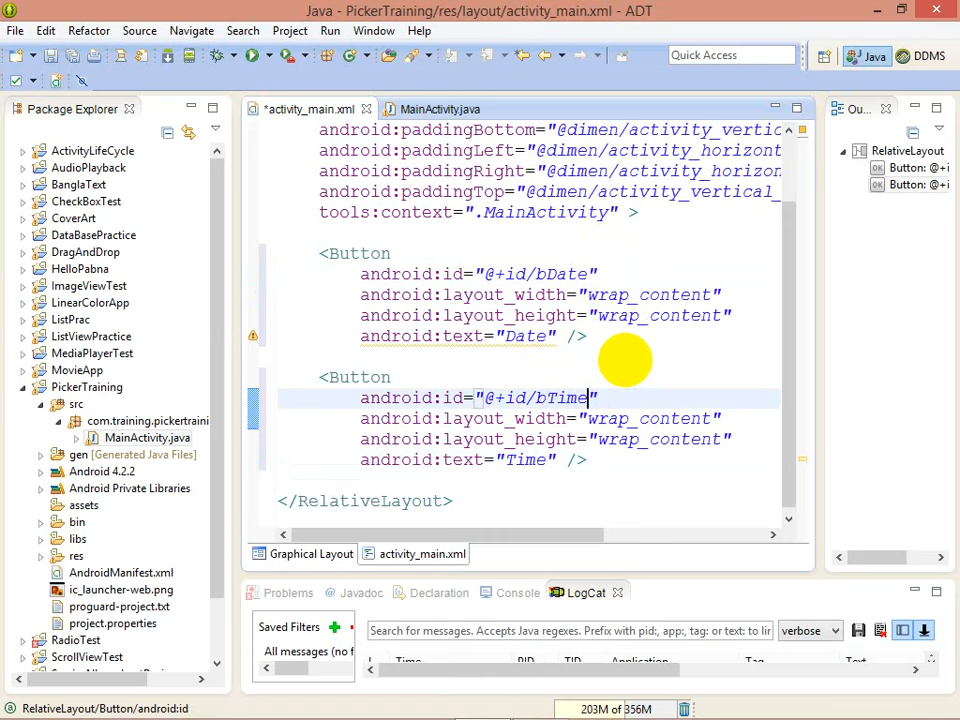 Java - PickerTraining/res/layout/activity_main.xml - ADT
File Edit Refactor Source Navigate Search Project Run Window Help
Quick Access
Java
DDMS
Package Explorer
*activity_main.xml
MainActivity.java
Ou...
ActivityLifeCycle
AudioPlayback
BanglaText
CheckBoxTest
CoverArt
DataBasePractice
DragAndDrop
HelloPabna
ImageViewTest
LinearColorApp
ListPrac
ListViewPractice
MediaPlayerTest
MovieApp
PickerTraining
src
com.training.pickertraini
MainActivity.java
gen [Generated Java Files]
Android 4.2.2
Android Private Libraries
assets
bin
libs
res
AndroidManifest.xml
ic_launcher-web.png
proguard-project.txt
project.properties
RadioTest
ScrollViewTest
android:paddingBottom="@dimen/activity_vertic
android:paddingLeft="@dimen/activity_horizont
android:paddingRight="@dimen/activity_horizon
android:paddingTop="@dimen/activity_vertical_
tools:context=".MainActivity" >
<Button
android:id="@+id/bDate"
android:layout_width="wrap_content"
android:layout_height="wrap_content"
android:text="Date" />
<Button
android:id="@+id/bTime"
android:layout_width="wrap_content"
android:layout_height="wrap_content"
android:text="Time" />
</RelativeLayout>
RelativeLayout
Button: @+i
Button: @+i
Graphical Layout
activity_main.xml
Problems
Javadoc
Declaration
Console
LogCat
Saved Filters
All messages (no f
Search for messages. Accepts Java regexes. Prefix with pid:, app:, tag: or text: to lir
verbose
Time PID TID Application Tag Text
RelativeLayout/Button/android:id
203M of 356M